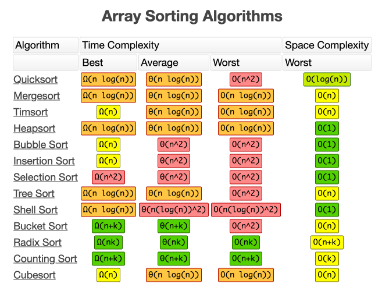 Array Sorting Algorithms
Algorithm Time Complexity Space Complexity
Best Average Worst Worst
Quicksort Ω(n log(n)) Θ(n log(n)) O(n^2) O(log(n))
Mergesort Ω(n log(n)) Θ(n log(n)) O(n log(n)) O(n)
Timsort Ω(n) Θ(n log(n)) O(n log(n)) O(n)
Heapsort Ω(n log(n)) Θ(n log(n)) O(n log(n)) O(1)
Bubble Sort Ω(n) Θ(n^2) O(n^2) O(1)
Insertion Sort Ω(n) Θ(n^2) O(n^2) O(1)
Selection Sort Ω(n^2) Θ(n^2) O(n^2) O(1)
Tree Sort Ω(n log(n)) Θ(n log(n)) O(n^2) O(n)
Shell Sort Ω(n log(n)) Θ(n(log(n))^2) O(n(log(n))^2) O(1)
Bucket Sort Ω(n+k) Θ(n+k) O(n^2) O(n)
Radix Sort Ω(nk) Θ(nk) O(nk) O(n+k)
Counting Sort Ω(n+k) Θ(n+k) O(n+k) O(k)
Cubesort Ω(n) Θ(n log(n)) O(n log(n)) O(n)